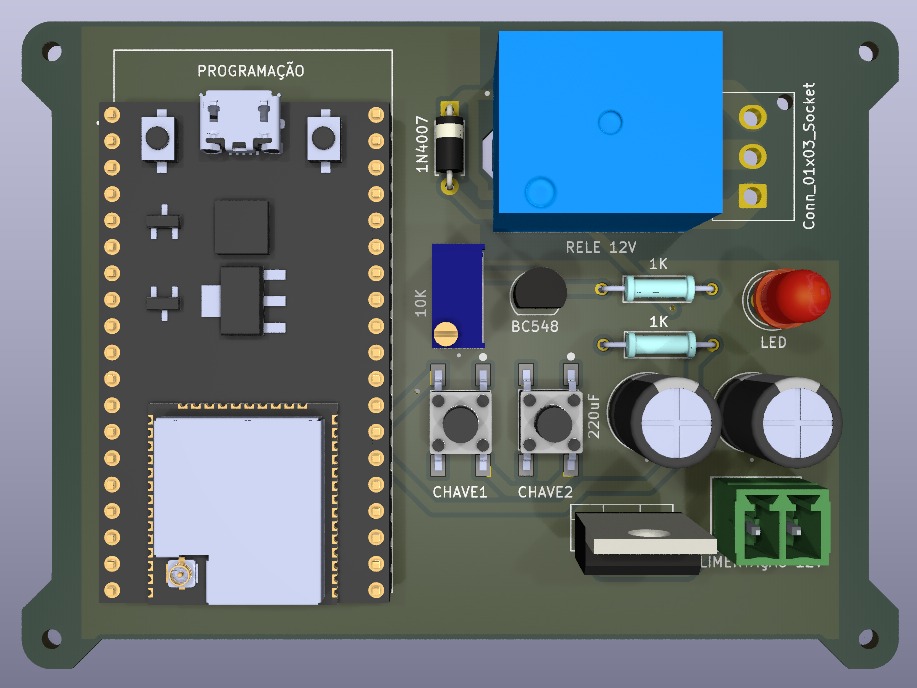 PROGRAMAÇÃO
1N4007
Conn_01x03_Socket
RELE 12V
10K
1K
BC548
1K
LED
220uF
CHAVE1
CHAVE2